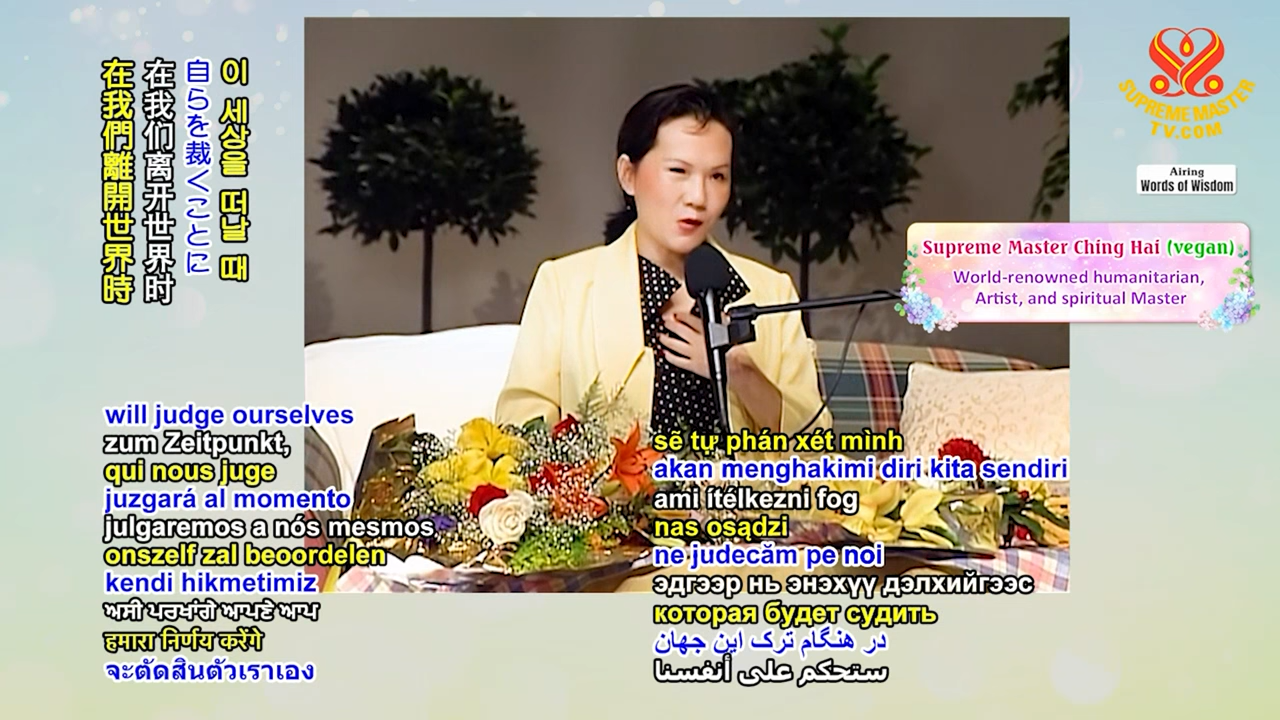 在我們離開世界時
在我们离开世界时
自らを裁くことに
이 세상을 떠날 때
will judge ourselves
zum Zeitpunkt,
qui nous juge
juzgará al momento
julgaremos a nós mesmos
onszelf zal beoordelen
kendi hikmetimiz
ਅਸੀ ਪਰਖਾਂਗੇ ਆਪਣੇ ਆਪ
हमारा निर्णय करेंगे
จะตัดสินตัวเราเอง
sẽ tự phán xét mình
akan menghakimi diri kita sendiri
ami ítélkezni fog
nas osądzi
ne judecăm pe noi
эдгээр нь энэхүү дэлхийгээс
которая будет судить
در هنگام ترک این جهان
ستحكم على أنفسنا
SUPREME MASTER
TV.COM
Airing
Words of Wisdom
Supreme Master Ching Hai (vegan)
World-renowned humanitarian,
Artist, and spiritual Master